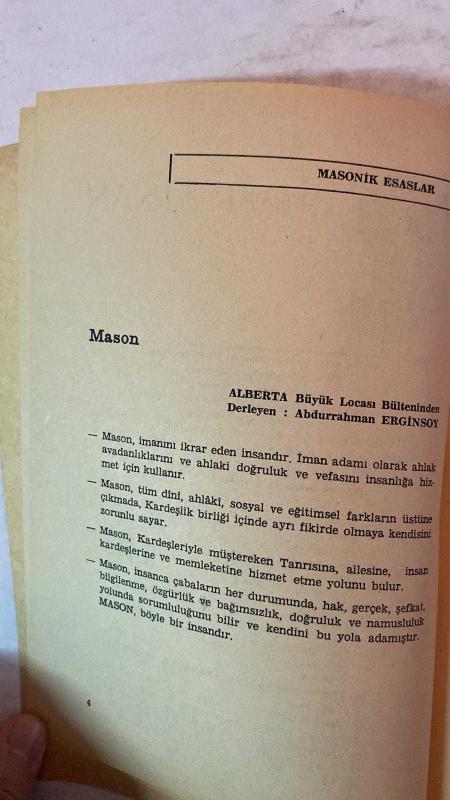 MASONİK ESASLAR
Mason
ALBERTA Büyük Locası Bülteninden
Derleyen : Abdurrahman ERGİNSOY
— Mason, imanını ikrar eden insandır. İman adamı olarak ahlak
avadanlıklarını ve ahlaki doğruluk ve vefasını insanlığa hiz-
met için kullanır.
— Mason, tüm dini, ahlâkî, sosyal ve eğitimsel farkların üstüne
çıkmada, Kardeşlik birliği içinde ayrı fikirde olmaya kendisini
zorunlu sayar.
— Mason, Kardeşleriyle müştereken Tanrısına, ailesine, insan
kardeşlerine ve memleketine hizmet etme yolunu bulur.
— Mason, insanca çabaların her durumunda, hak, gerçek, şefkat,
bilgilenme, özgürlük ve bağımsızlık, doğruluk ve namusluluk
yolunda sorumluluğunu bilir ve kendini bu yola adamıştır.
MASON, böyle bir insandır.
4